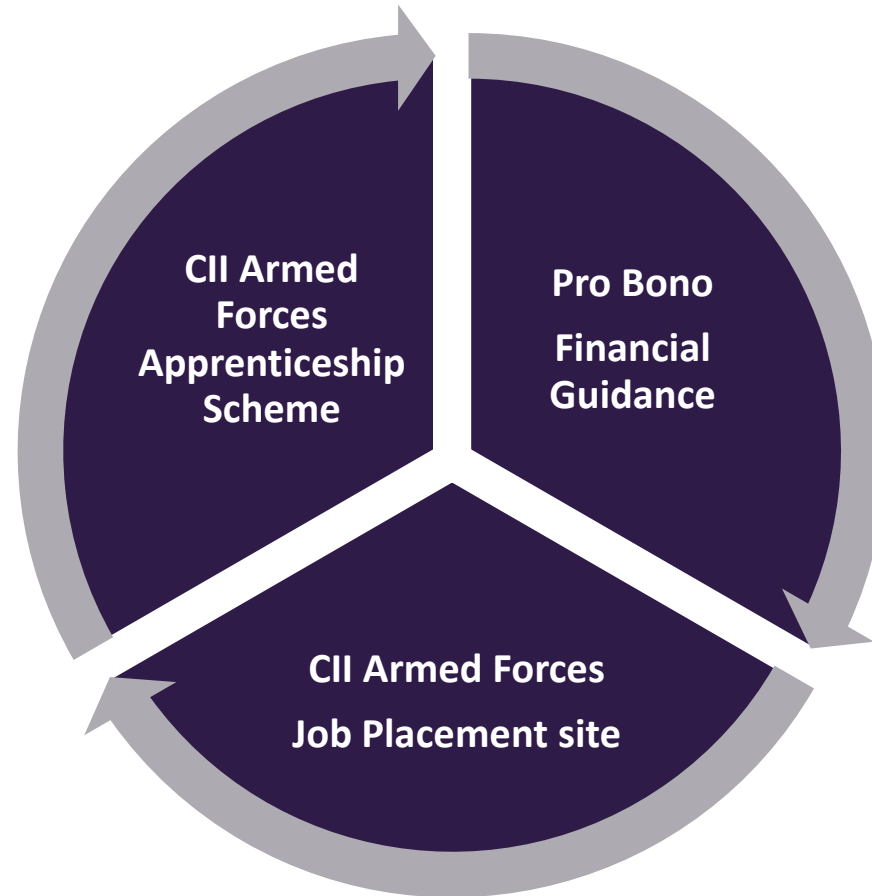 CII Armed
Forces
Apprenticeship
Scheme
Pro Bono
Financial
Guidance
CII Armed Forces
Job Placement site